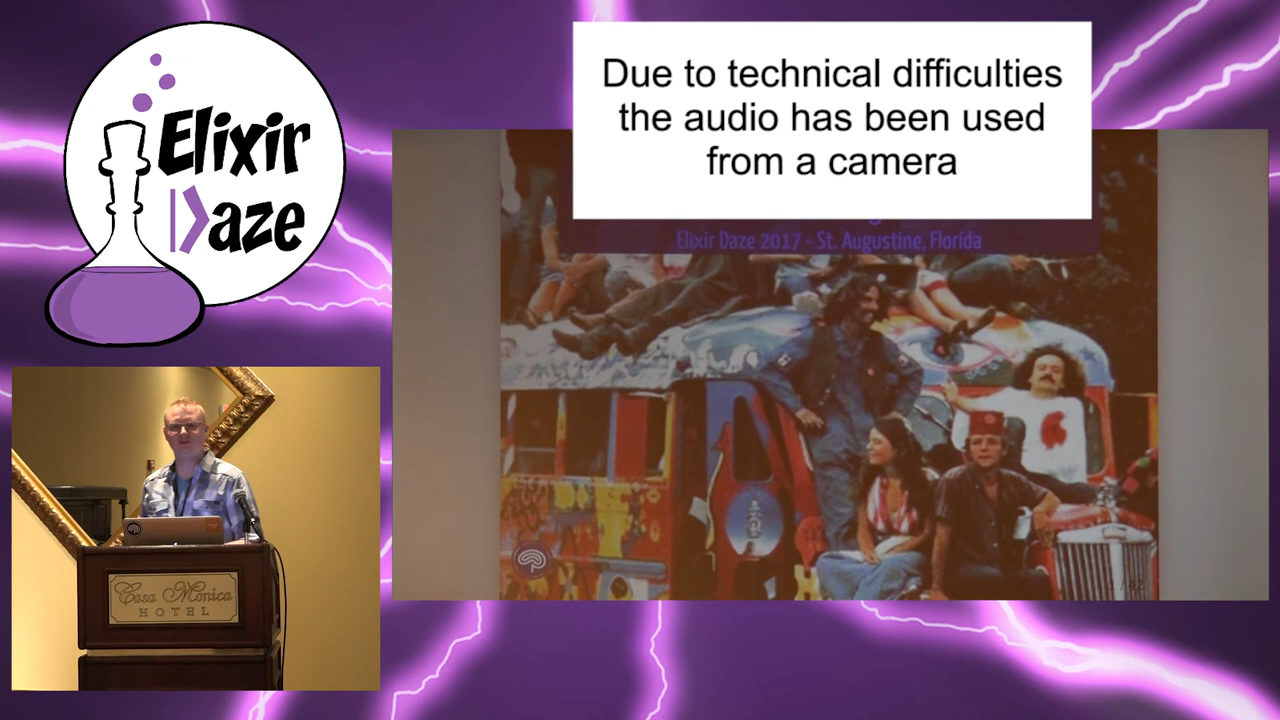 Elixir
Daze
Due to technical difficulties
the audio has been used
from a camera
Elixir Daze 2017 - St. Augustine, Florida
Casa Monica
HOTEL